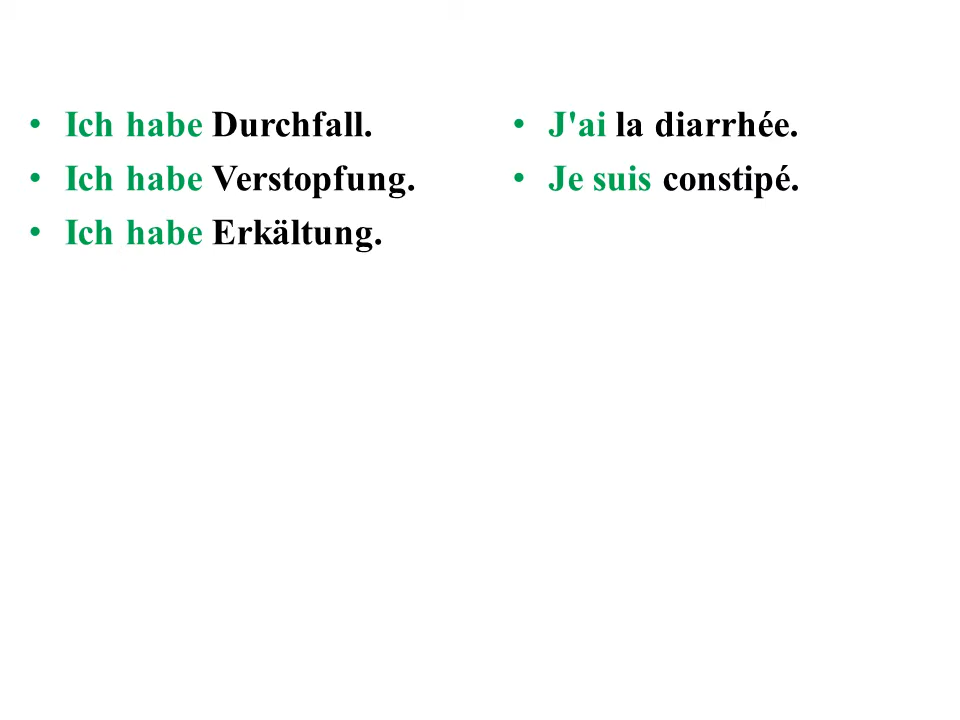 • Ich habe Durchfall.
• Ich habe Verstopfung.
• Ich habe Erkältung.
• J'ai la diarrhée.
• Je suis constipé.